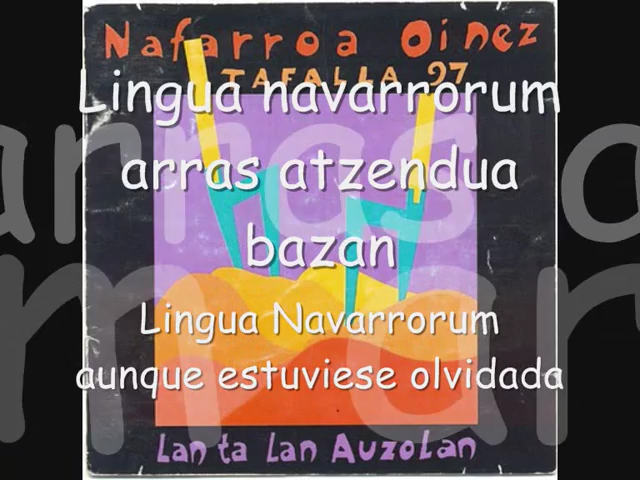 Nafarroa Oinez
TAFALLA 97
Lingua navarrorum
arras atzendua
bazan
Lingua Navarrorum
aunque estuviese olvidada
Lan ta Lan Auzolan